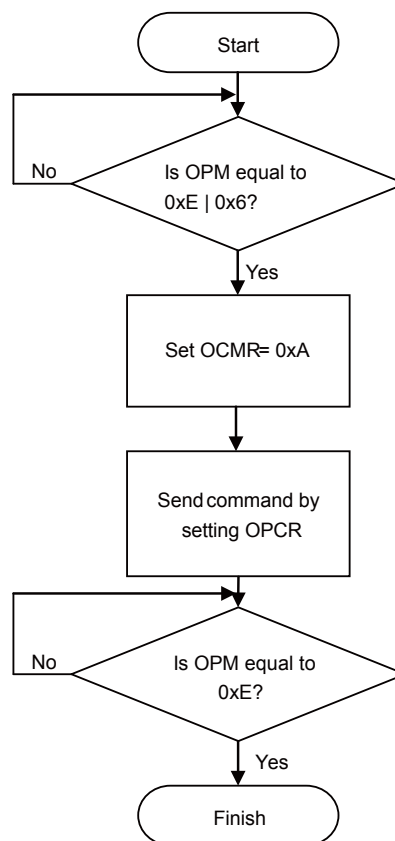 Start
No
Is OPM equal to
0xE | 0x6?
Yes
Set OCMR= 0xA
Send command by
setting OPCR
No
Is OPM equal to
0xE?
Yes
Finish